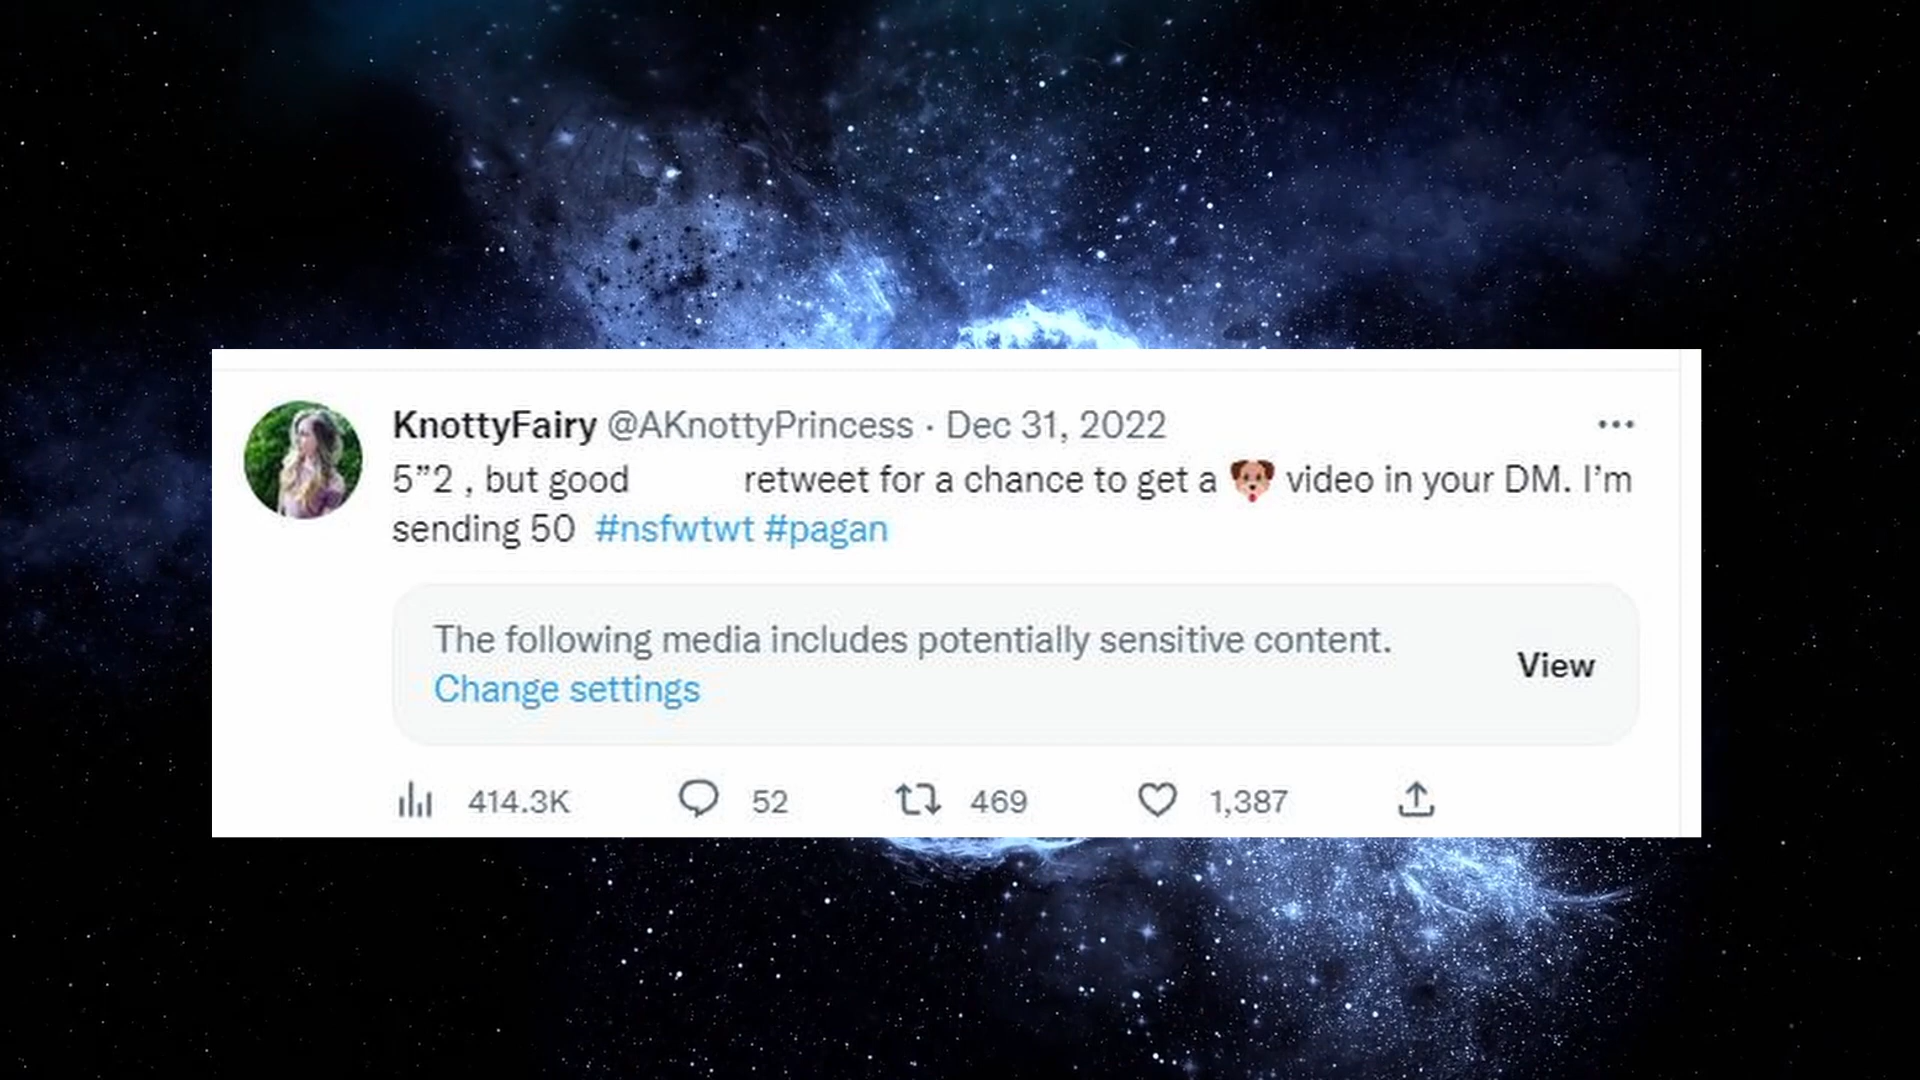 KnottyFairy @AKnottyPrincess · Dec 31, 2022
5”2 , but good retweet for a chance to get a 🐶 video in your DM. I’m
sending 50 #nsfwtwt #pagan
The following media includes potentially sensitive content.
Change settings
View
414.3K 52 469 1,387